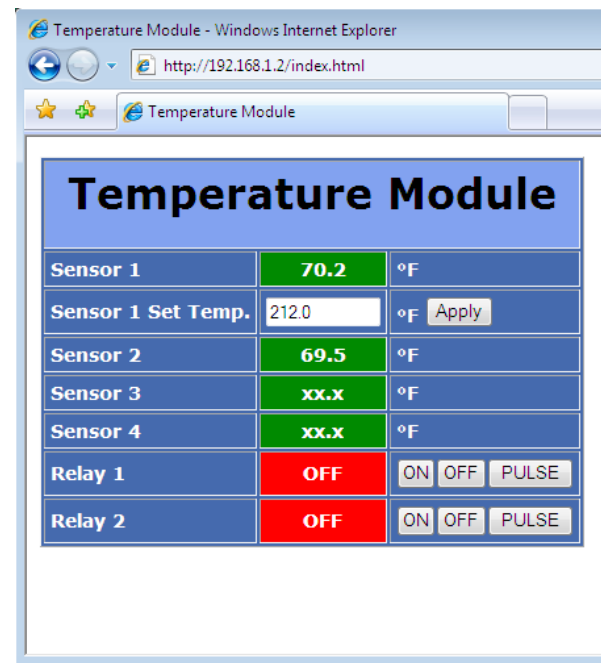 Temperature Module - Windows Internet Explorer
http://192.168.1.2/index.html
Temperature Module
Temperature Module
Sensor 1 70.2 °F
Sensor 1 Set Temp. 212.0 °F Apply
Sensor 2 69.5 °F
Sensor 3 xx.x °F
Sensor 4 xx.x °F
Relay 1 OFF ON OFF PULSE
Relay 2 OFF ON OFF PULSE